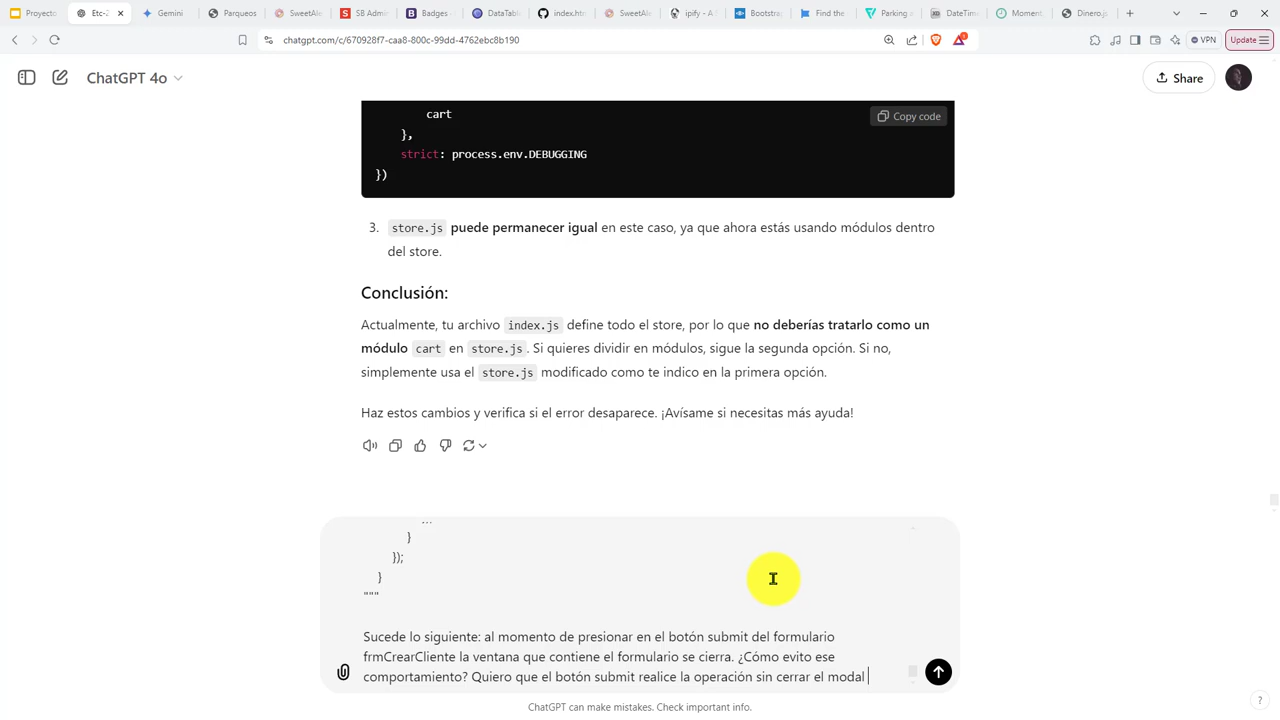 Proyecto
Etc-2
Gemini
Parqueos
SweetAle
SB Admi
Badges -
DataTabl
index.htm
SweetAle
ipify - A S
Bootstrap
Find the
Parking a
DateTime
Moment.
Dinero.js
chatgpt.com/c/670928f7-caa8-800c-99dd-4762ebc8b190
VPN
Update
ChatGPT 4o
Share
cart
Copy code
},
strict: process.env.DEBUGGING
})
3. store.js puede permanecer igual en este caso, ya que ahora estás usando módulos dentro
del store.
Conclusión:
Actualmente, tu archivo index.js define todo el store, por lo que no deberías tratarlo como un
módulo cart en store.js. Si quieres dividir en módulos, sigue la segunda opción. Si no,
simplemente usa el store.js modificado como te indico en la primera opción.
Haz estos cambios y verifica si el error desaparece. ¡Avísame si necesitas más ayuda!
}
});
}
"""
Sucede lo siguiente: al momento de presionar en el botón submit del formulario
frmCrearCliente la ventana que contiene el formulario se cierra. ¿Cómo evito ese
comportamiento? Quiero que el botón submit realice la operación sin cerrar el modal
ChatGPT can make mistakes. Check important info.
?